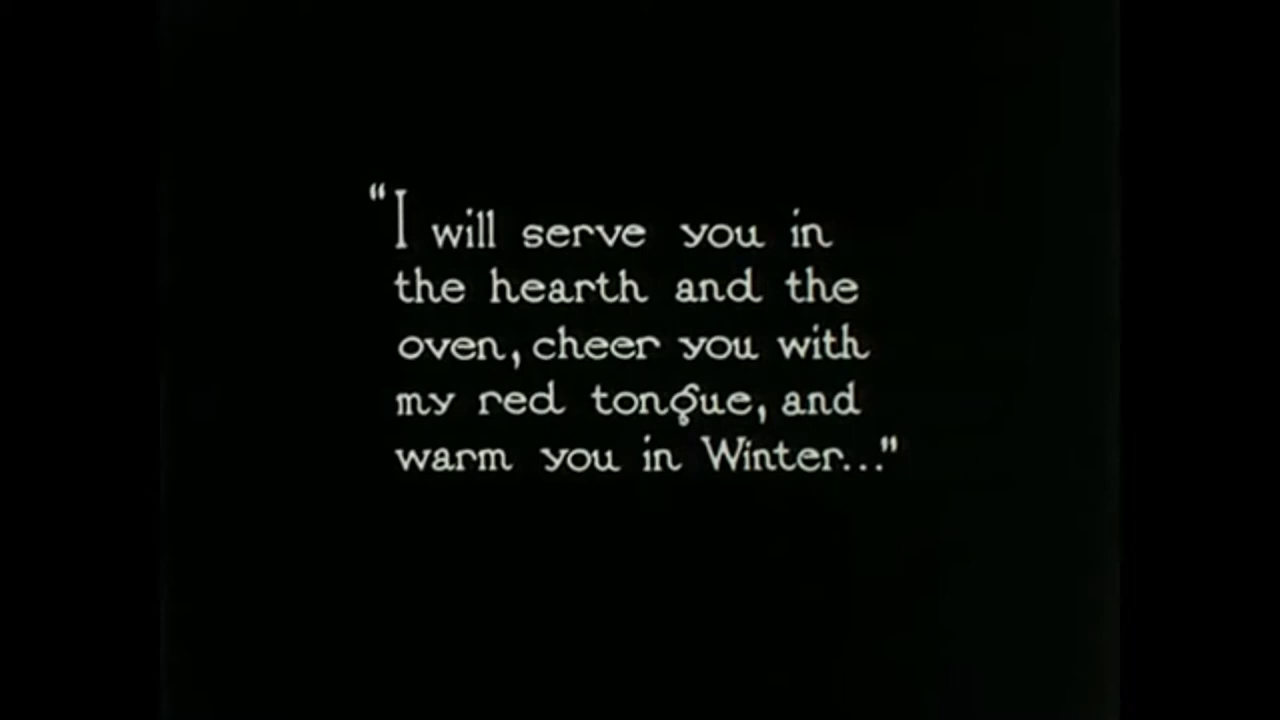 “I will serve you in
the hearth and the
oven, cheer you with
my red tongue, and
warm you in Winter...”